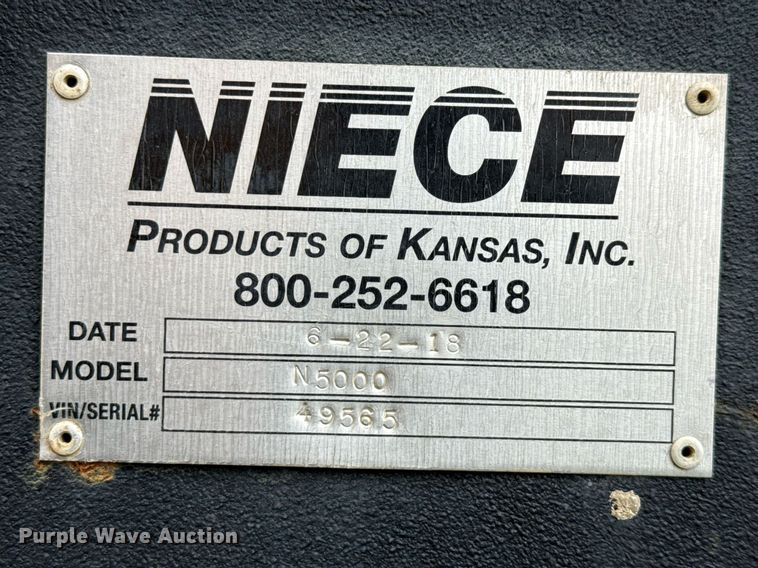 NIECE
PRODUCTS OF KANSAS, INC.
800-252-6618
DATE 6-22-18
MODEL N5000
VIN/SERIAL# 49565
Purple Wave Auction